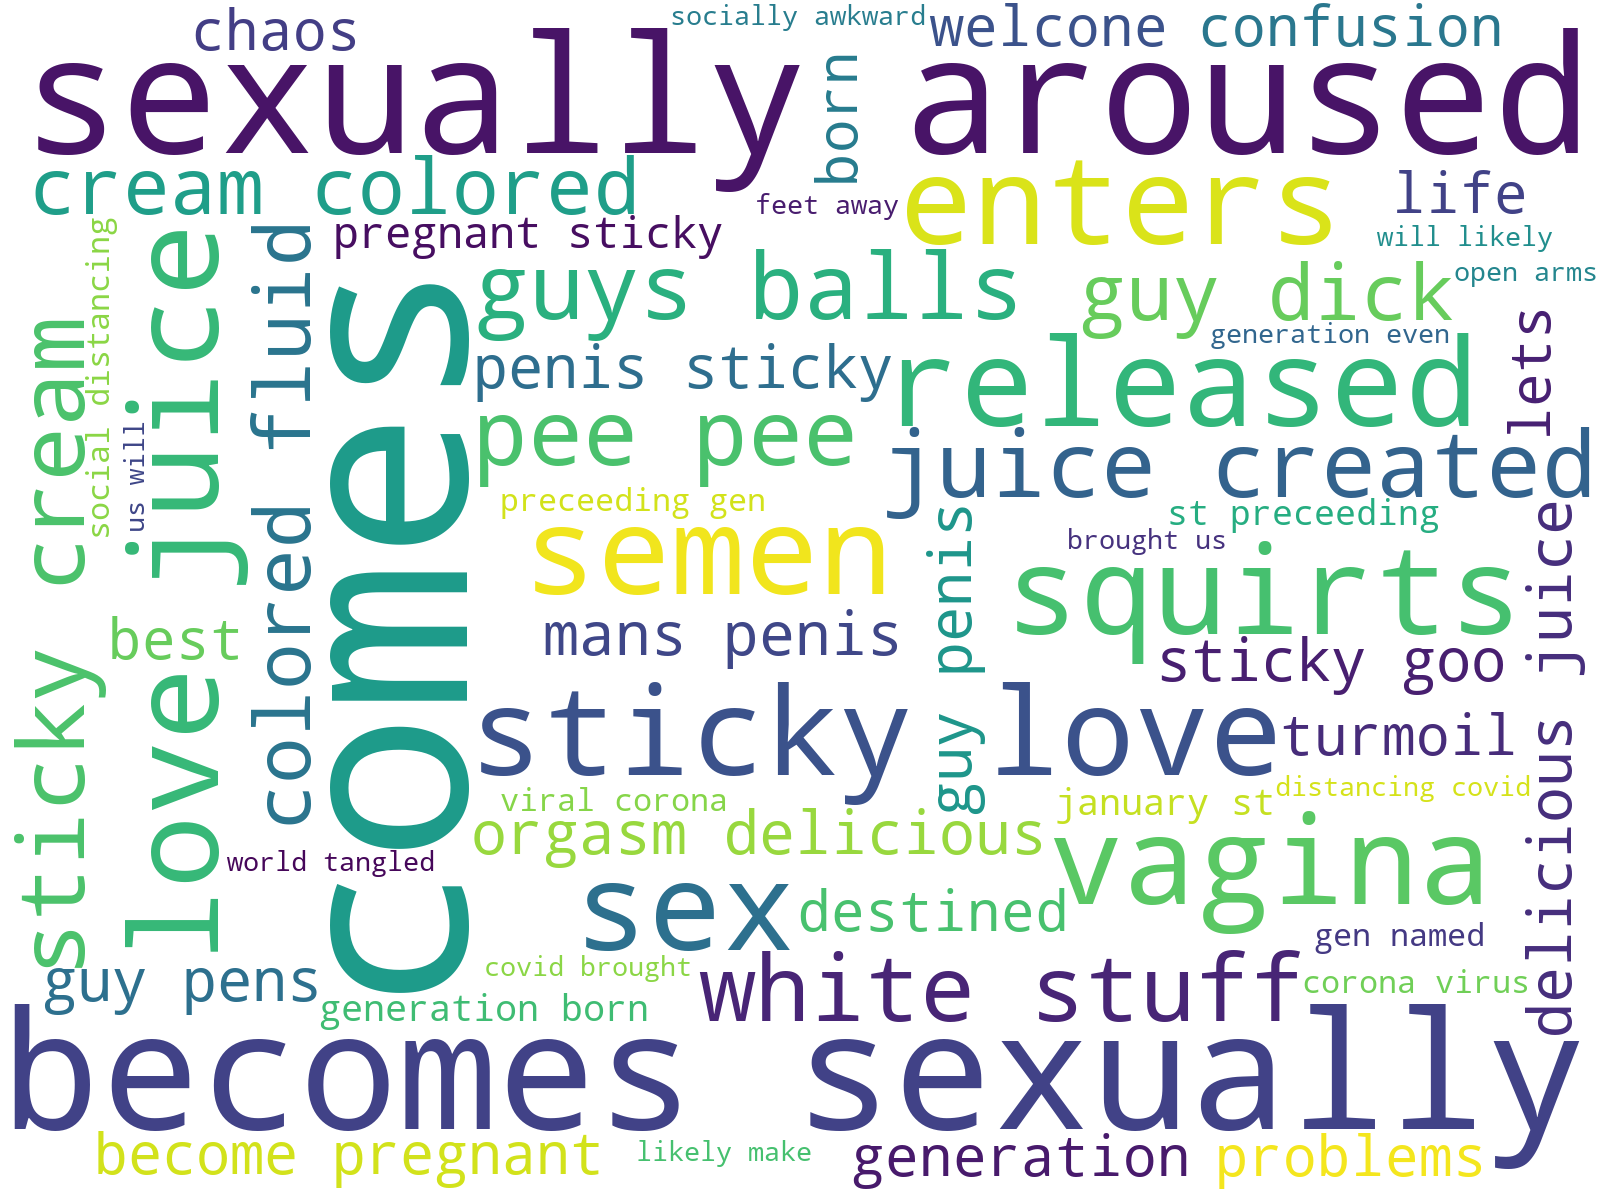 socially awkward
chaos
welcone confusion
sexually aroused
born
cream colored
enters
life
feet away
pregnant sticky
will likely
guys balls
guy dick
open arms
social distancing
love juice
colored fluid
comes
sticky cream
us will
generation even
lets
penis sticky
released
pee pee
juice created
preceeding gen
st preceeding
semen
guy penis
brought us
squirts
delicious juice
best
mans penis
sticky goo
sticky love
turmoil
viral corona
january st
distancing covid
orgasm delicious
vagina
world tangled
sex
destined
gen named
guy pens
covid brought
white stuff
corona virus
generation born
becomes sexually
become pregnant
likely make
generation
problems